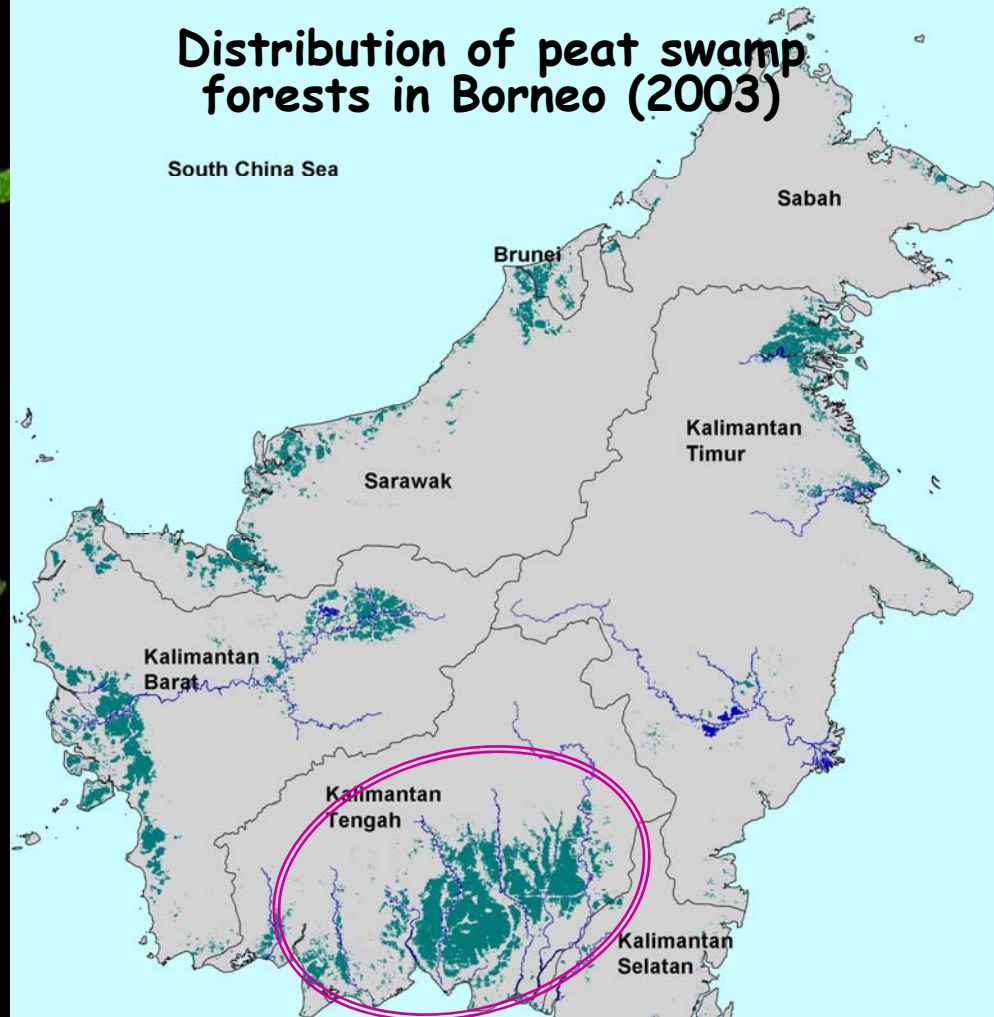 Distribution of peat swamp
forests in Borneo (2003)
South China Sea
Sabah
Brunei
Kalimantan
Timur
Sarawak
Kalimantan
Barat
Kalimantan
Tengah
Kalimantan
Selatan